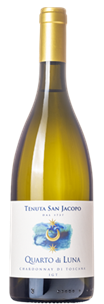 TENUTA SAN JACOPO
QUARTO di LUNA
CHARDONNAY DI TOSCANA